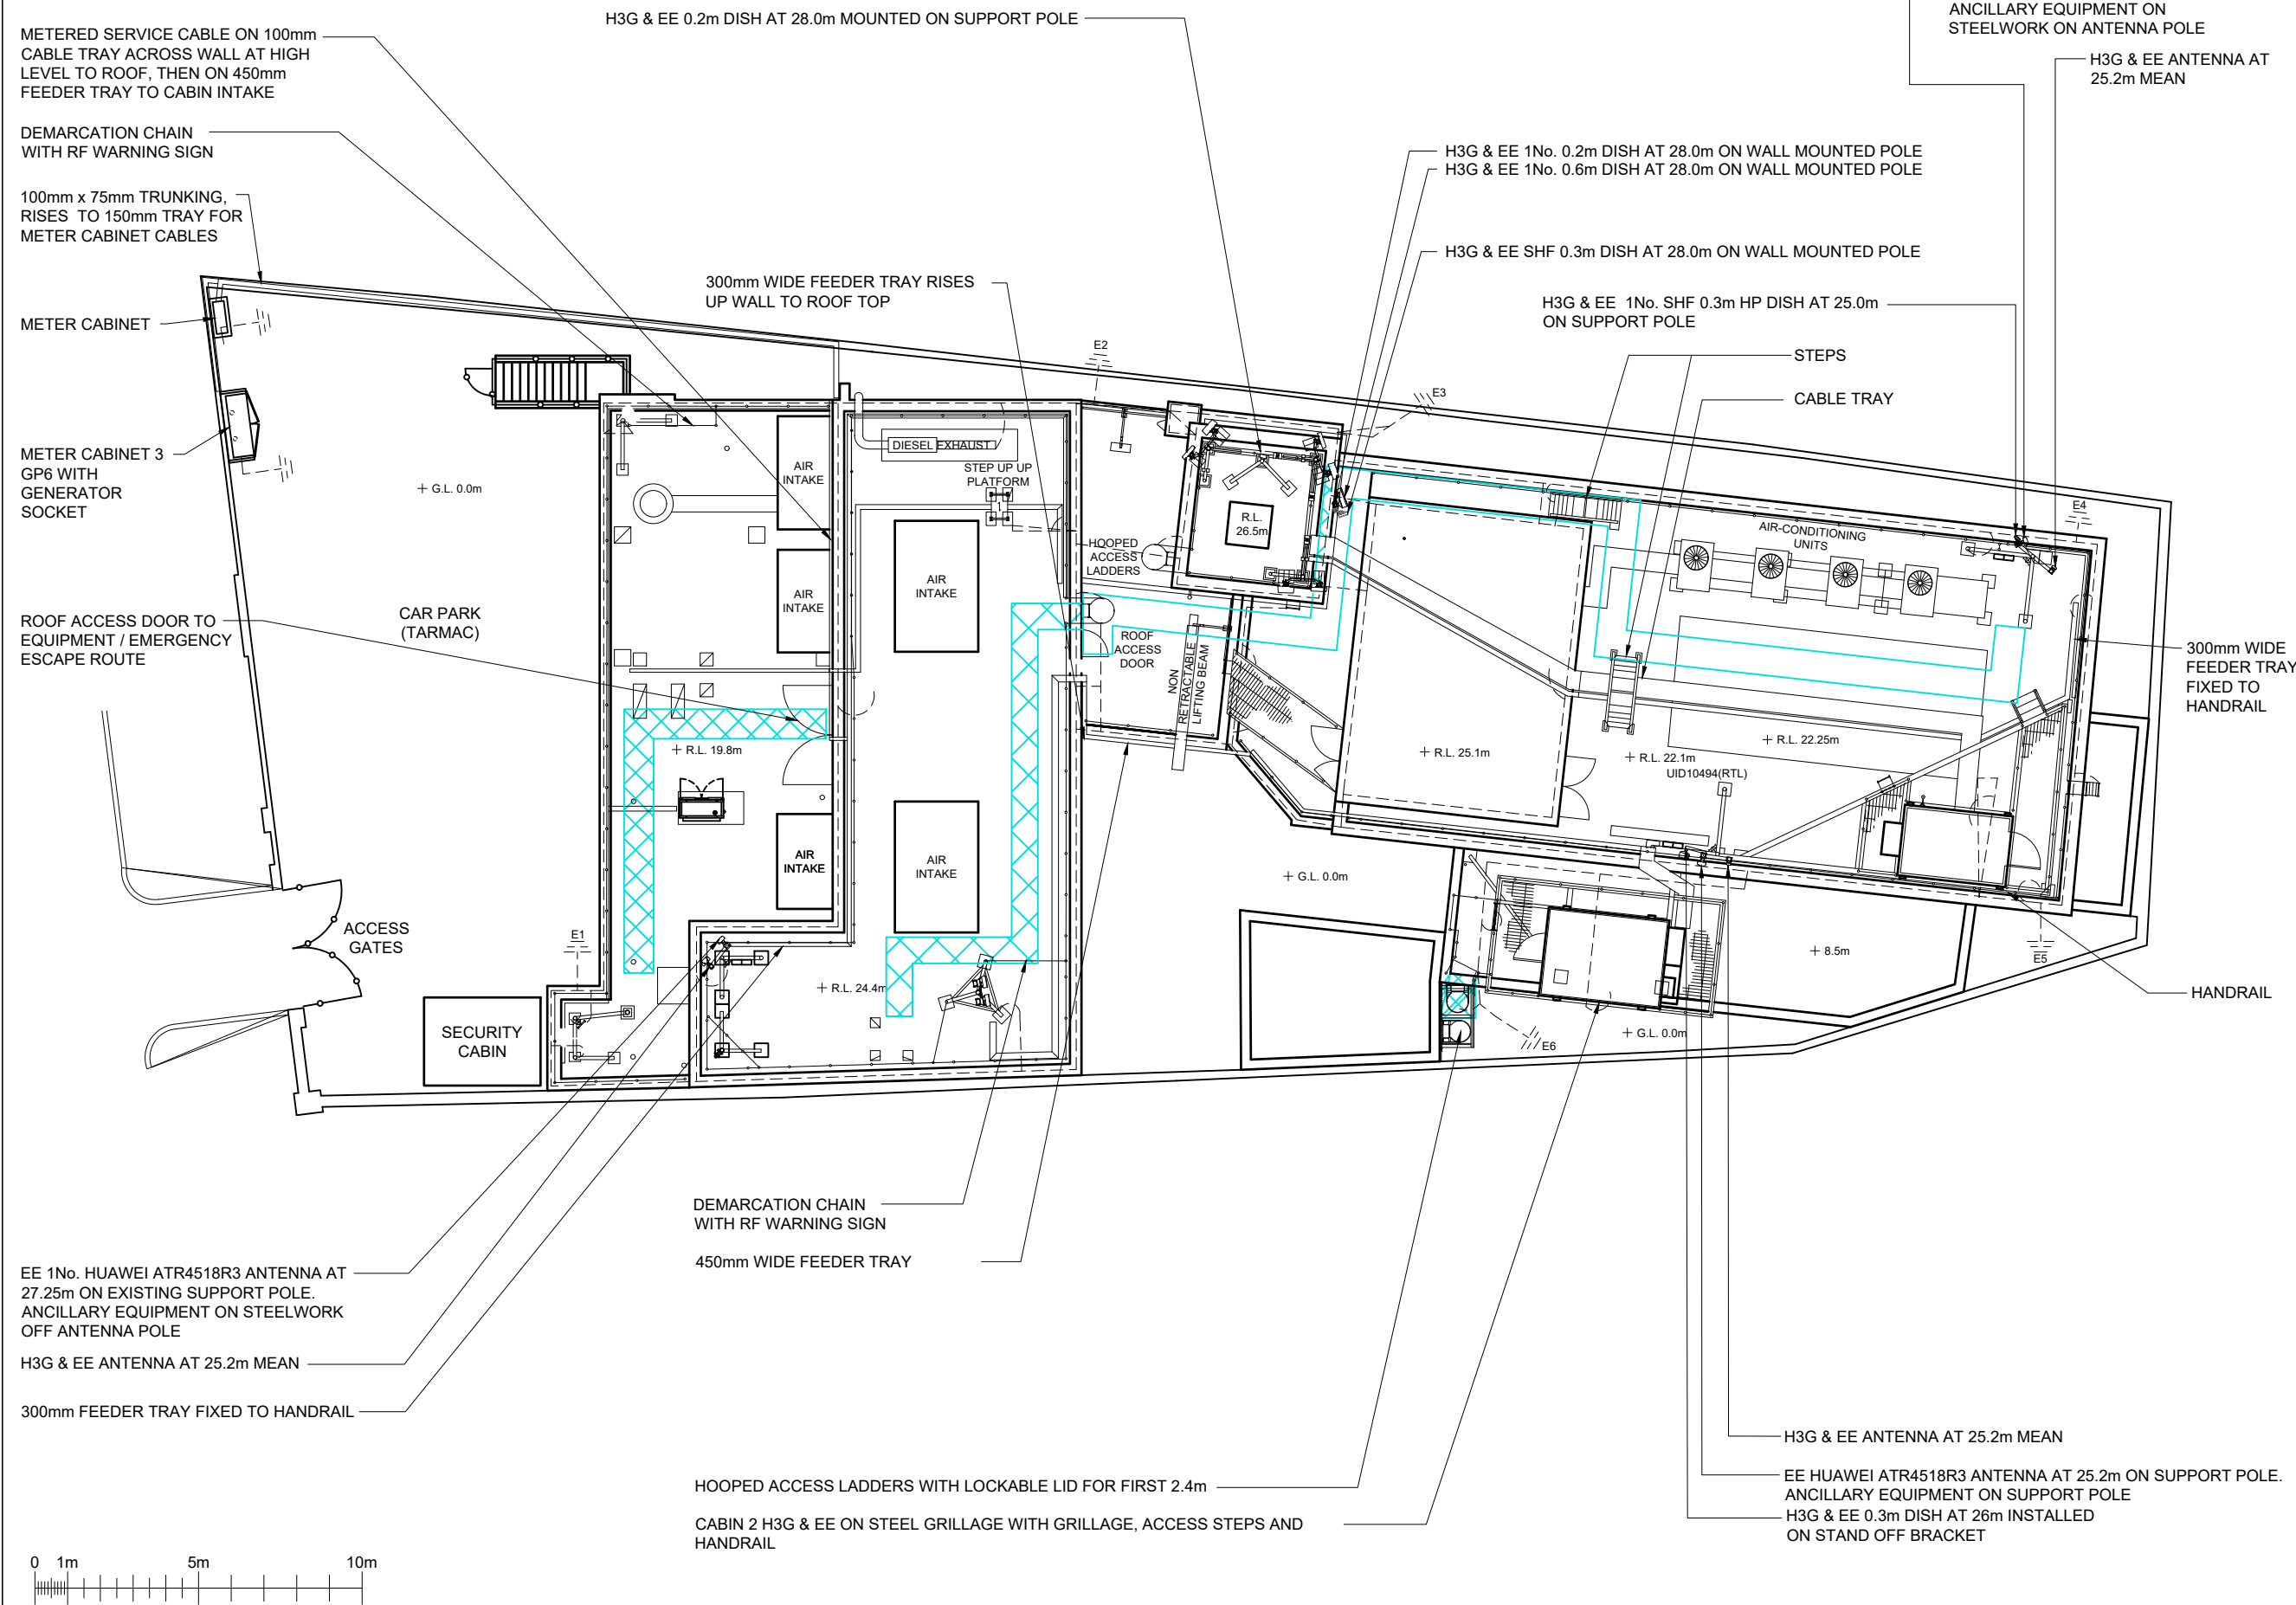 H3G & EE 0.2m DISH AT 28.0m MOUNTED ON SUPPORT POLE
ANCILLARY EQUIPMENT ON
STEELWORK ON ANTENNA POLE
METERED SERVICE CABLE ON 100mm
CABLE TRAY ACROSS WALL AT HIGH
LEVEL TO ROOF, THEN ON 450mm
FEEDER TRAY TO CABIN INTAKE
H3G & EE ANTENNA AT
25.2m MEAN
DEMARCATION CHAIN
WITH RF WARNING SIGN
H3G & EE 1No. 0.2m DISH AT 28.0m ON WALL MOUNTED POLE
H3G & EE 1No. 0.6m DISH AT 28.0m ON WALL MOUNTED POLE
100mm x 75mm TRUNKING,
RISES TO 150mm TRAY FOR
METER CABINET CABLES
H3G & EE SHF 0.3m DISH AT 28.0m ON WALL MOUNTED POLE
300mm WIDE FEEDER TRAY RISES
UP WALL TO ROOF TOP
H3G & EE 1No. SHF 0.3m HP DISH AT 25.0m
ON SUPPORT POLE
METER CABINET
STEPS
CABLE TRAY
E2
E3
E4
METER CABINET 3
GP6 WITH
GENERATOR
SOCKET
G.L. 0.0m
DIESEL EXHAUST
STEP UP UP
PLATFORM
AIR
INTAKE
R.L.
26.5m
AIR-CONDITIONING
UNITS
HOOPED
ACCESS
LADDERS
AIR
INTAKE
AIR
INTAKE
ROOF ACCESS DOOR TO
EQUIPMENT / EMERGENCY
ESCAPE ROUTE
CAR PARK
(TARMAC)
ROOF
ACCESS
DOOR
NON
RETRACTABLE
LIFTING BEAM
300mm WIDE
FEEDER TRAY
FIXED TO
HANDRAIL
R.L. 19.8m
R.L. 25.1m
R.L. 22.1m
R.L. 22.25m
UID10494(RTL)
AIR
INTAKE
AIR
INTAKE
G.L. 0.0m
ACCESS
GATES
E1
8.5m
E5
R.L. 24.4m
HANDRAIL
SECURITY
CABIN
G.L. 0.0m
E6
DEMARCATION CHAIN
WITH RF WARNING SIGN
450mm WIDE FEEDER TRAY
EE 1No. HUAWEI ATR4518R3 ANTENNA AT
27.25m ON EXISTING SUPPORT POLE.
ANCILLARY EQUIPMENT ON STEELWORK
OFF ANTENNA POLE
H3G & EE ANTENNA AT 25.2m MEAN
300mm FEEDER TRAY FIXED TO HANDRAIL
H3G & EE ANTENNA AT 25.2m MEAN
EE HUAWEI ATR4518R3 ANTENNA AT 25.2m ON SUPPORT POLE.
ANCILLARY EQUIPMENT ON SUPPORT POLE
H3G & EE 0.3m DISH AT 26m INSTALLED
ON STAND OFF BRACKET
HOOPED ACCESS LADDERS WITH LOCKABLE LID FOR FIRST 2.4m
CABIN 2 H3G & EE ON STEEL GRILLAGE WITH GRILLAGE, ACCESS STEPS AND
HANDRAIL
0 1m 5m 10m